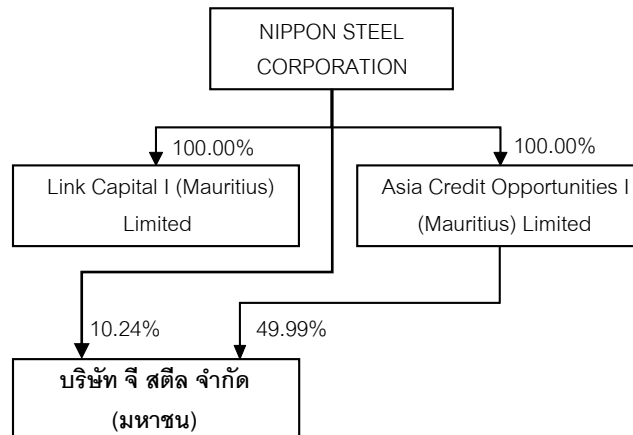 NIPPON STEEL
CORPORATION
100.00%
100.00%
Link Capital I (Mauritius)
Limited
Asia Credit Opportunities I
(Mauritius) Limited
10.24%
49.99%
บริษัท จี สตีล จำกัด
(มหาชน)